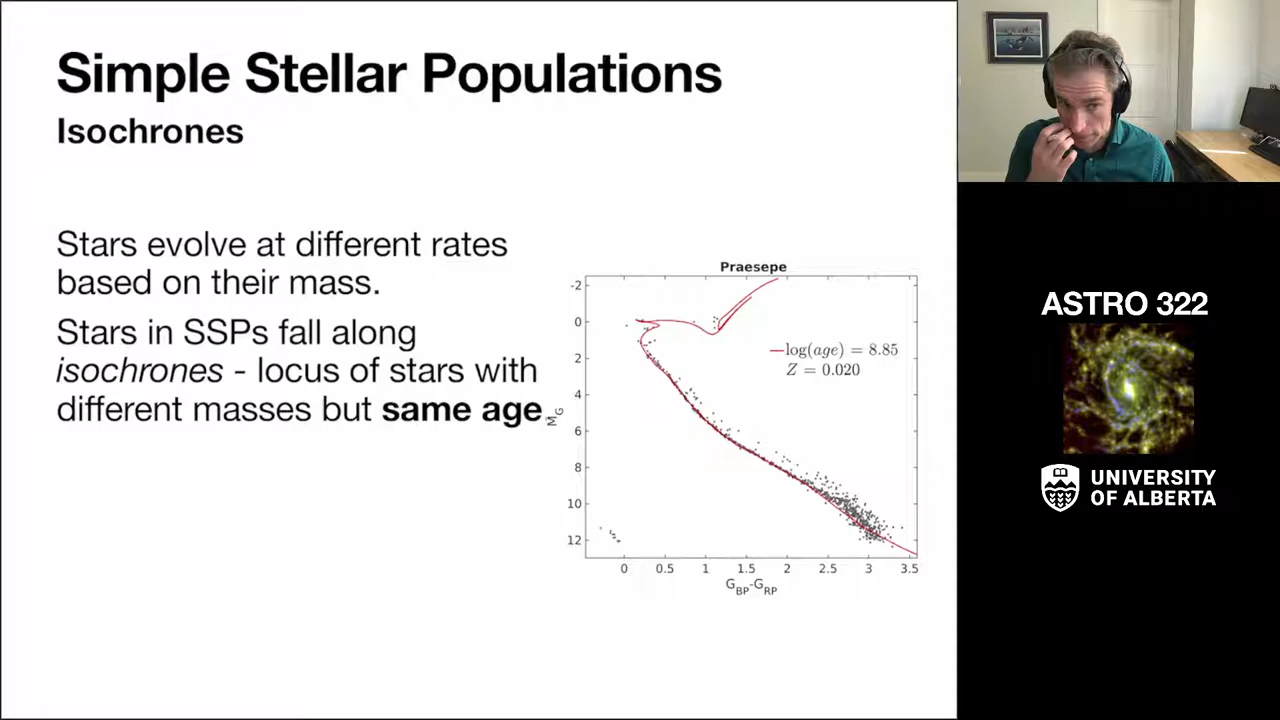 Simple Stellar Populations
Isochrones
Stars evolve at different rates
based on their mass.
Stars in SSPs fall along
isochrones - locus of stars with
different masses but same age.
Praesepe
-2
0
2
4
6
8
10
12
M_G
log(age) = 8.85
Z = 0.020
0 0.5 1 1.5 2 2.5 3 3.5
G_BP-G_RP
ASTRO 322
UNIVERSITY
OF ALBERTA